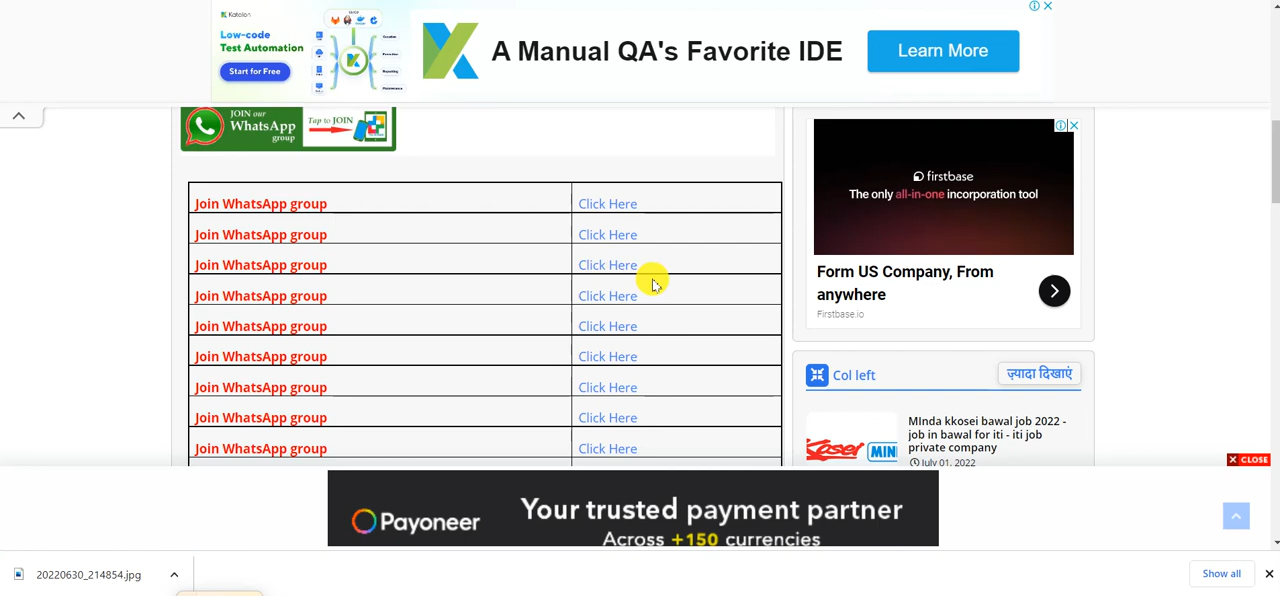 Katalon
Low-code
Test Automation
Start for Free
A Manual QA's Favorite IDE
Learn More
JOIN our
WhatsApp
group
Tap to JOIN
Join WhatsApp group Click Here
Join WhatsApp group Click Here
Join WhatsApp group Click Here
Join WhatsApp group Click Here
Join WhatsApp group Click Here
Join WhatsApp group Click Here
Join WhatsApp group Click Here
Join WhatsApp group Click Here
Join WhatsApp group Click Here
firstbase
The only all-in-one incorporation tool
Form US Company, From
anywhere
Firstbase.io
Col left
ज़्यादा दिखाएं
MInda kkosei bawal job 2022 -
job in bawal for iti - iti job
private company
July 01, 2022
CLOSE
Payoneer
Your trusted payment partner
Across +150 currencies
20220630_214854.jpg
Show all